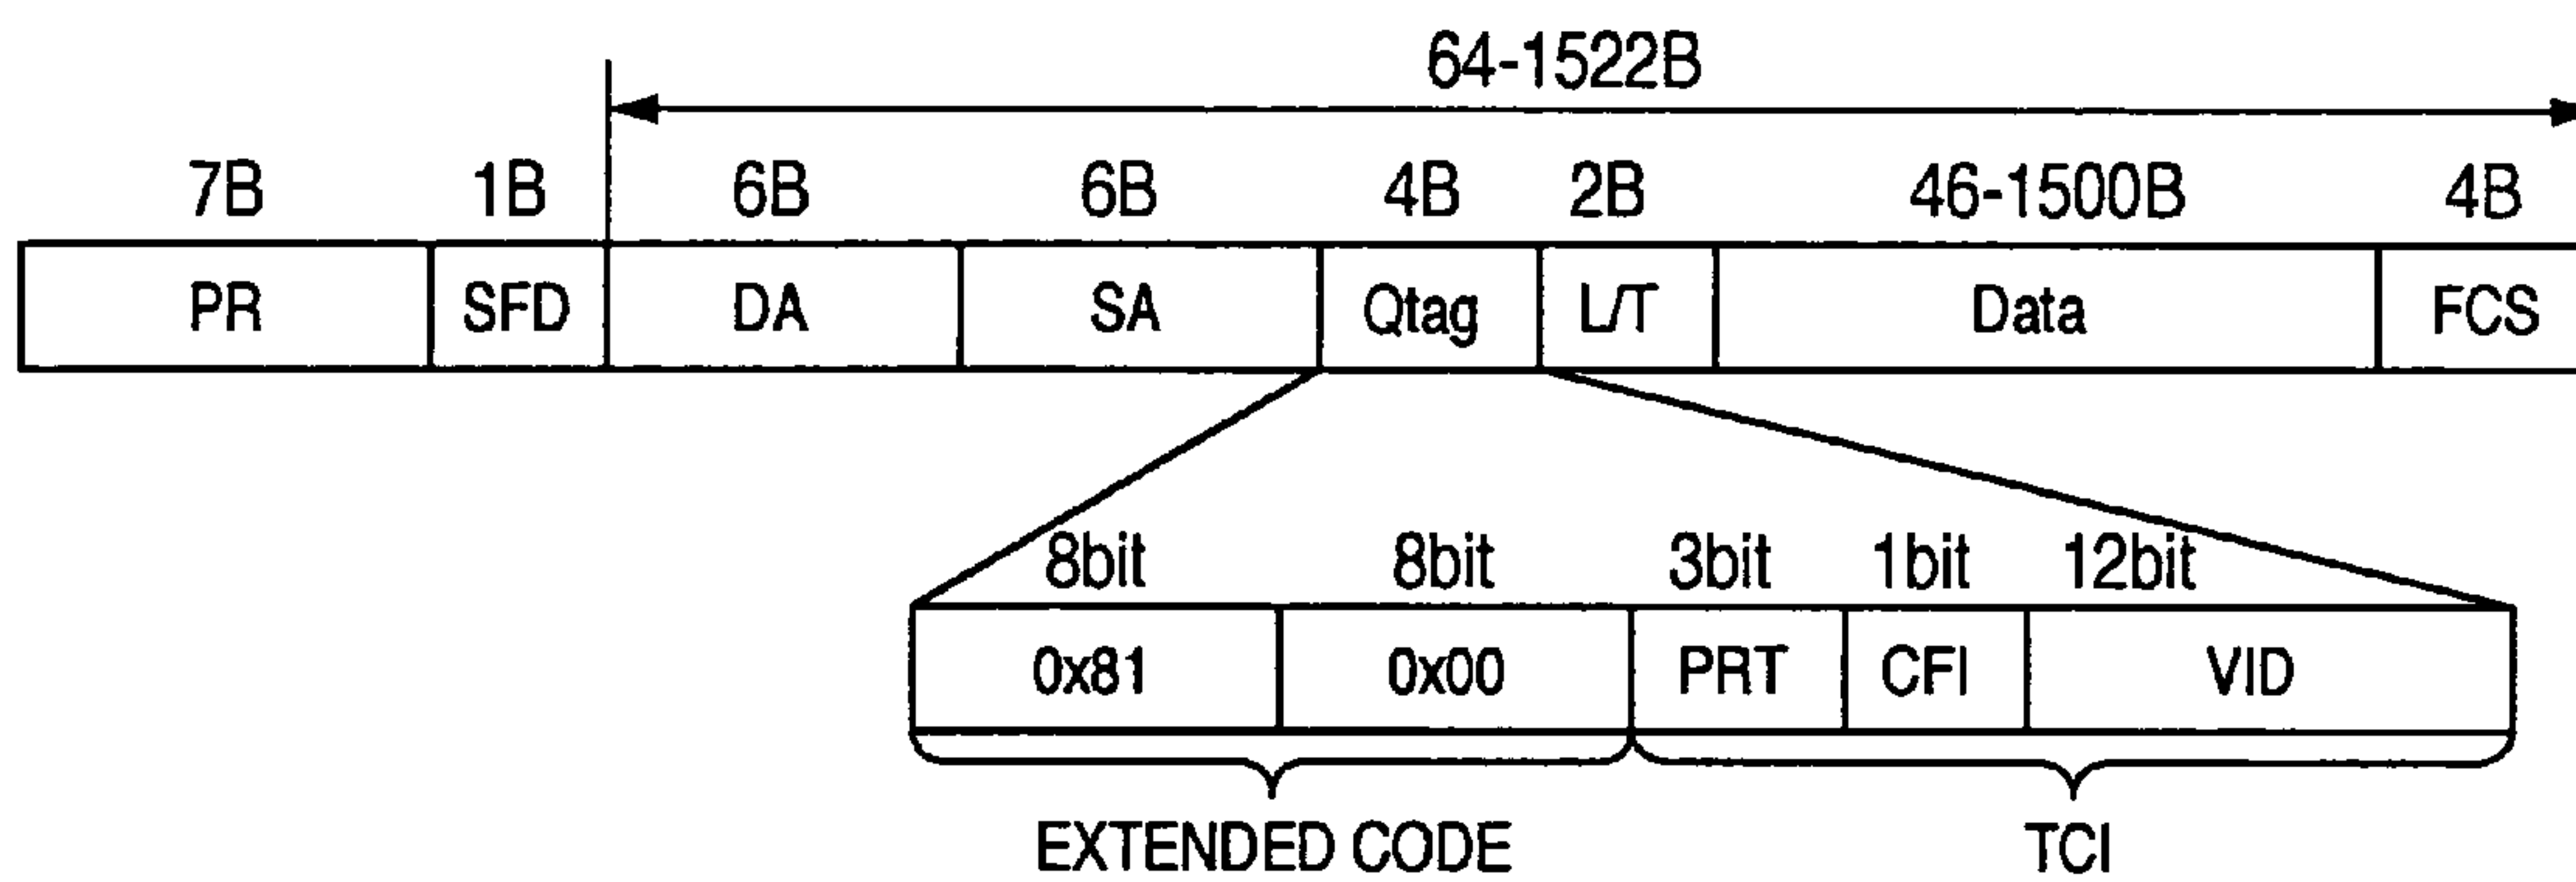 64-1522B
7B 1B 6B 6B 4B 2B 46-1500B 4B
PR SFD DA SA Qtag L/T Data FCS
8bit 8bit 3bit 1bit 12bit
0x81 0x00 PRT CFI VID
EXTENDED CODE TCI